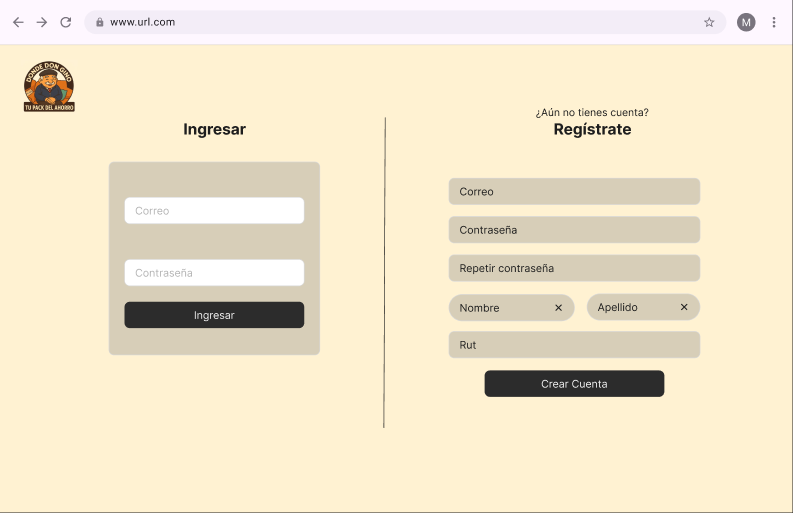 www.url.com
M
DONDE DON GINO
TU PACK DEL AHORRO
Ingresar
Correo
Contraseña
Ingresar
¿Aún no tienes cuenta?
Regístrate
Correo
Contraseña
Repetir contraseña
Nombre
Apellido
Rut
Crear Cuenta